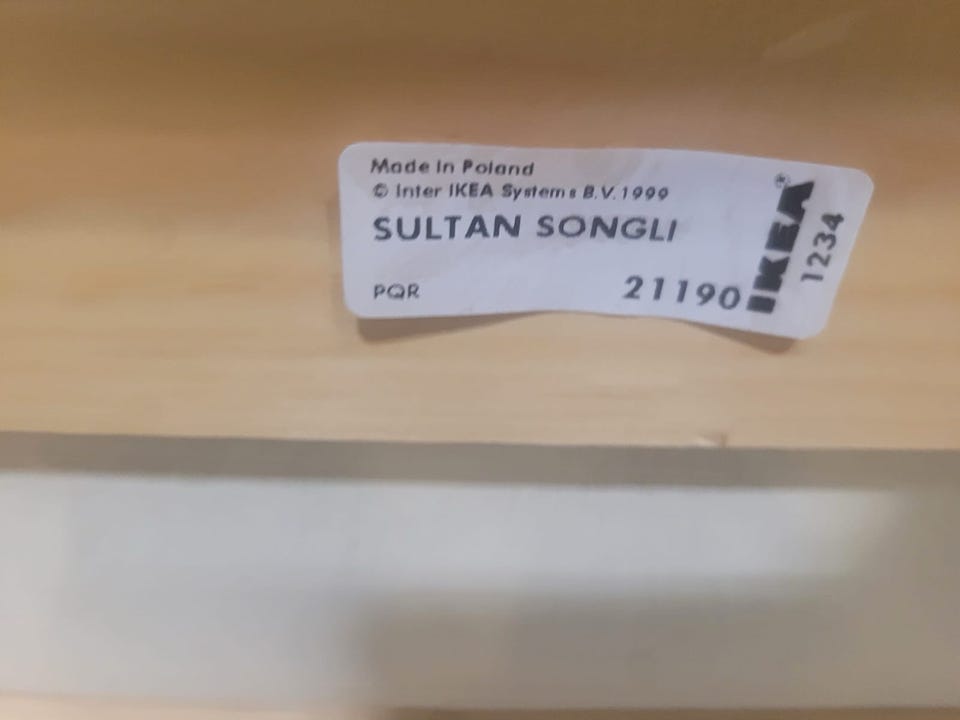 Made in Poland
© Inter IKEA Systems B.V. 1999
SULTAN SONGLI
PQR
21190
IKEA®
1234